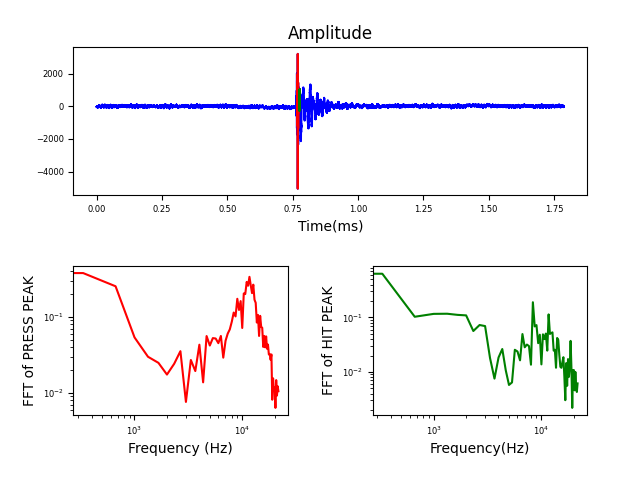 Amplitude
2000
0
−2000
−4000
0.00 0.25 0.50 0.75 1.00 1.25 1.50 1.75
Time(ms)
FFT of PRESS PEAK
10⁻¹
10⁻²
10³ 10⁴
Frequency (Hz)
FFT of HIT PEAK
10⁻¹
10⁻²
10³ 10⁴
Frequency(Hz)